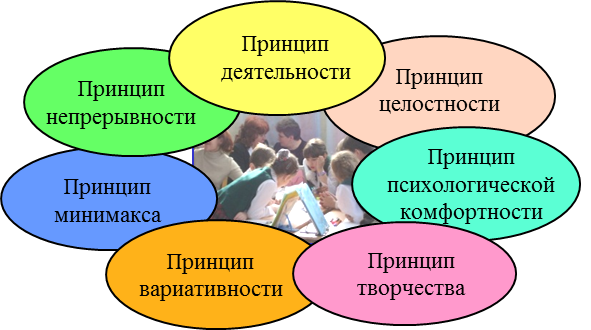 Принцип
деятельности
Принцип
целостности
Принцип
психологической
комфортности
Принцип
творчества
Принцип
вариативности
Принцип
минимакса
Принцип
непрерывности